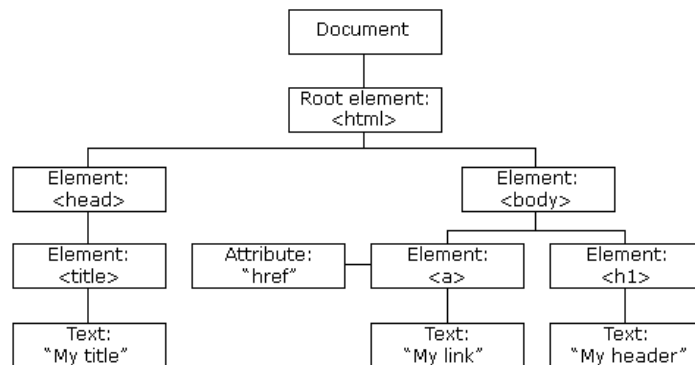 Document
Root element:
<html>
Element:
<head>
Element:
<body>
Element:
<title>
Attribute:
“href”
Element:
<a>
Element:
<h1>
Text:
“My title”
Text:
“My link”
Text:
“My header”